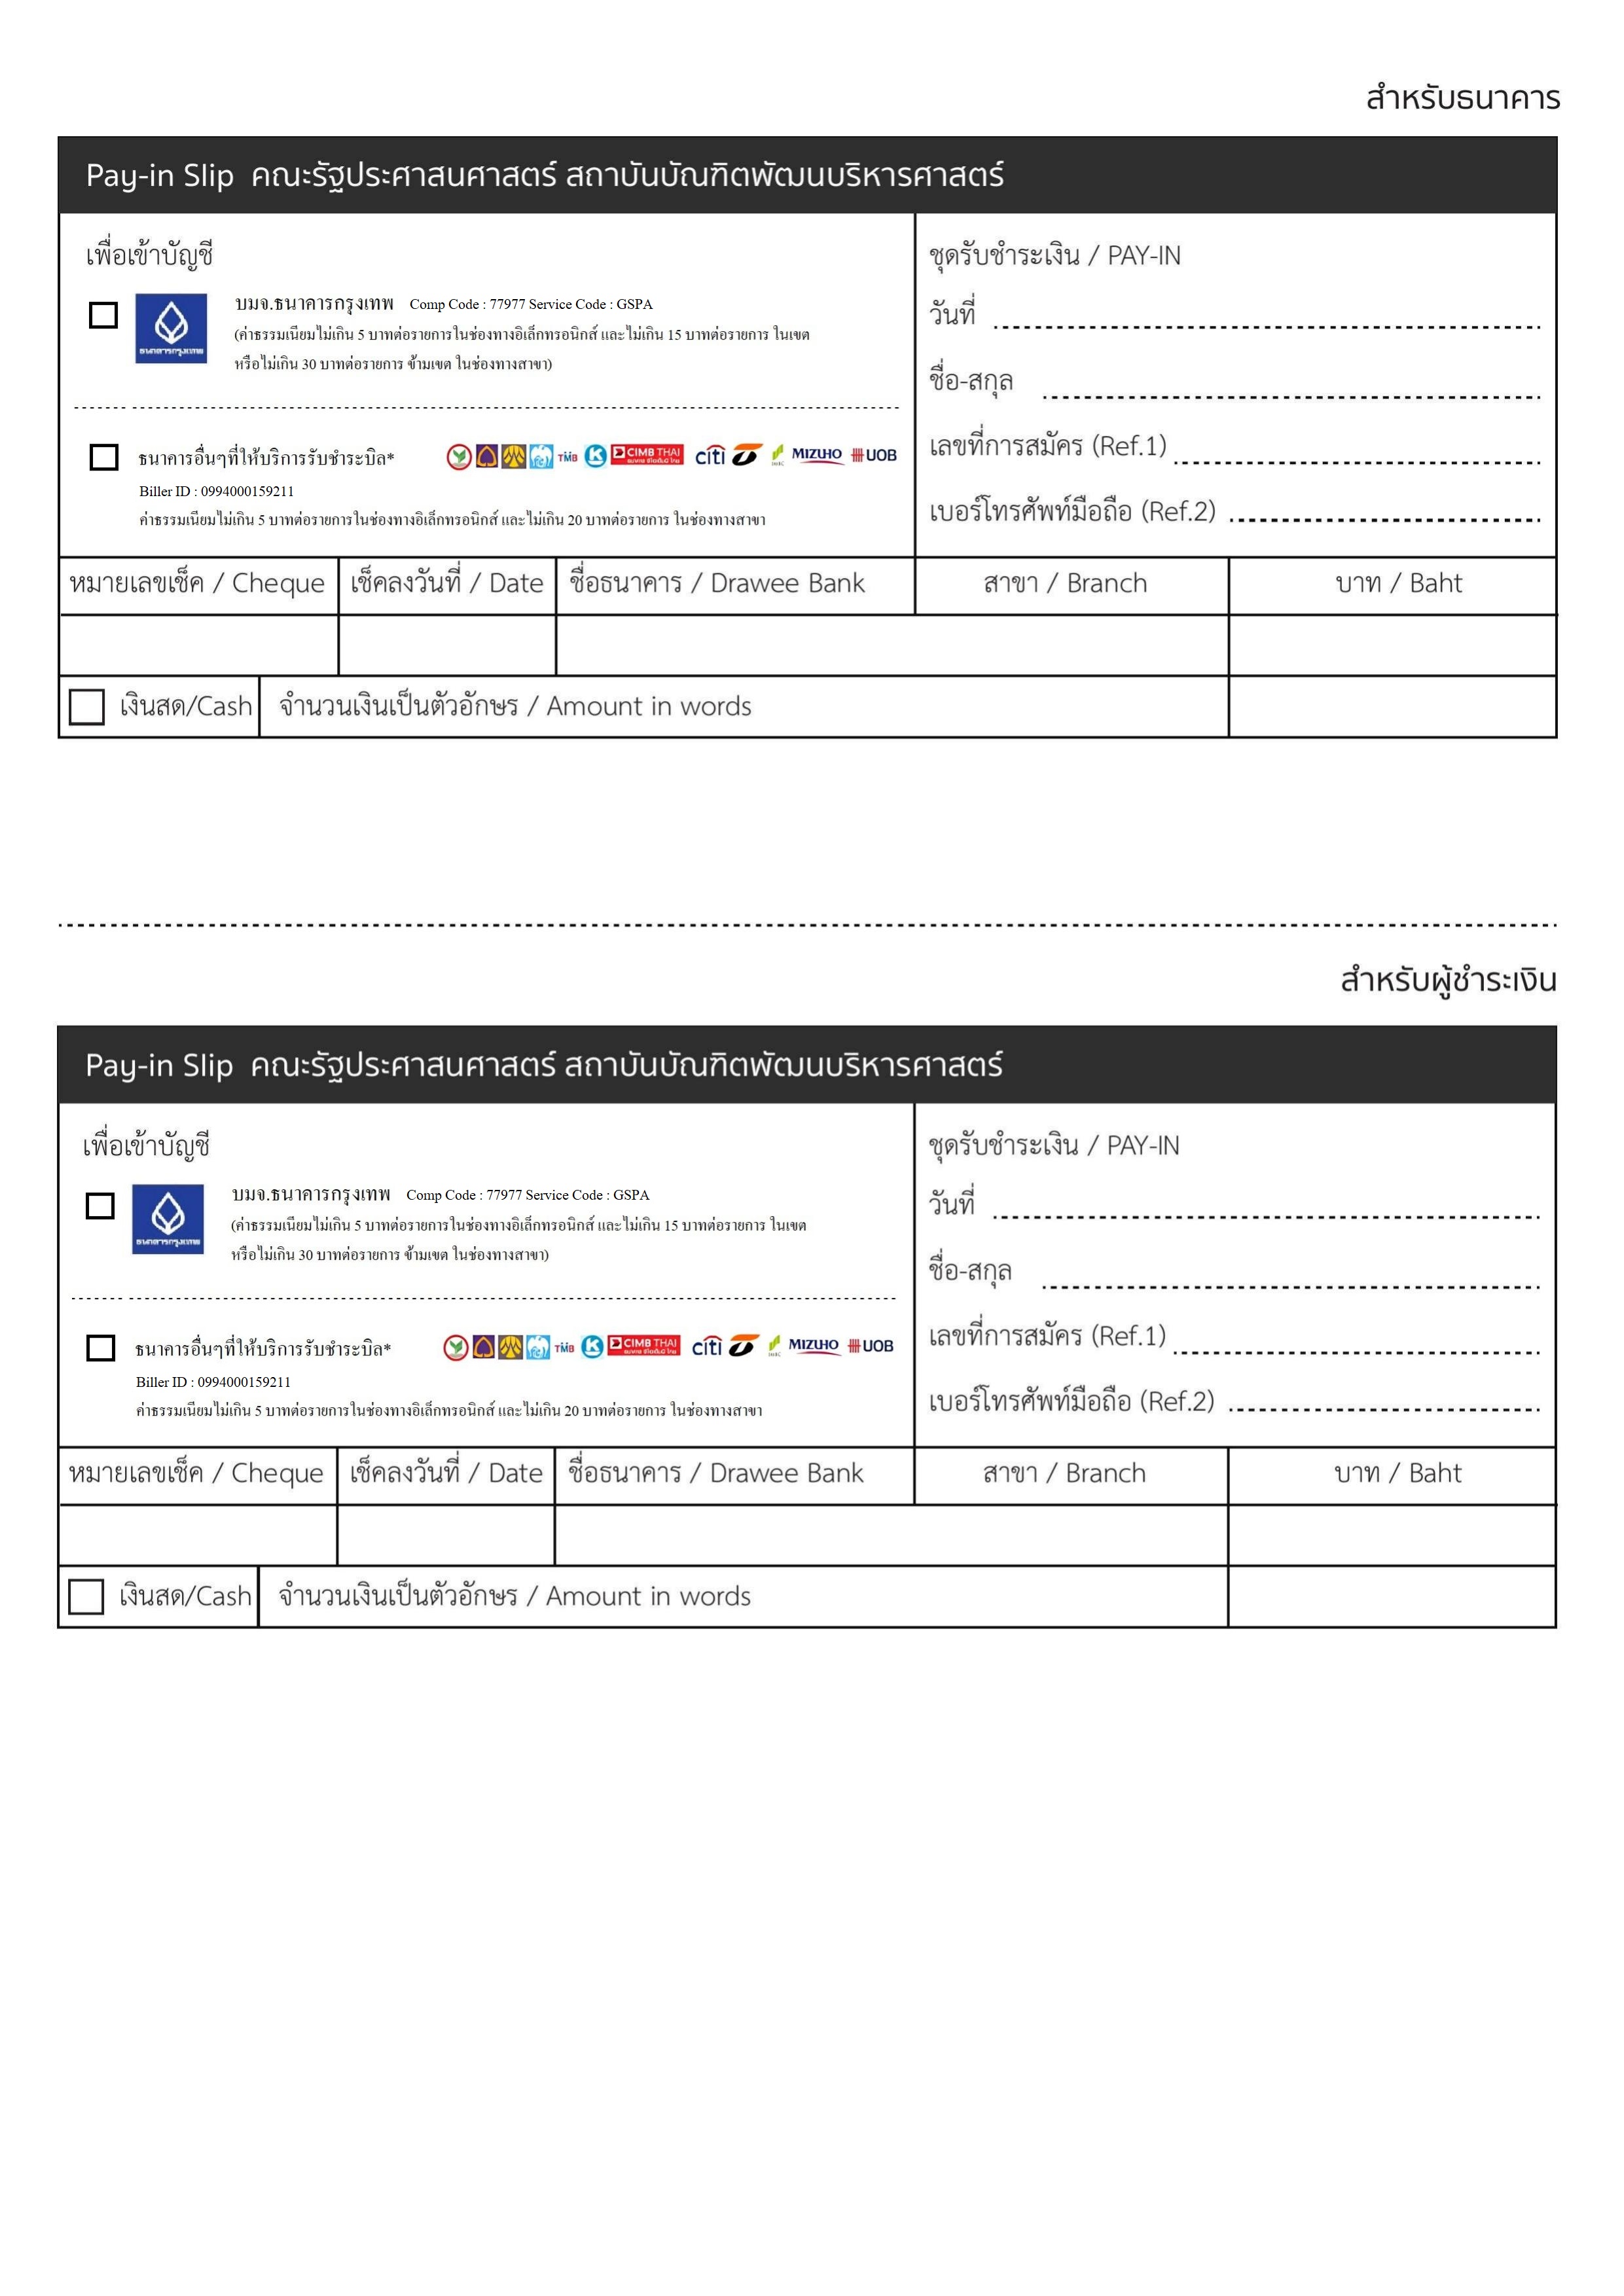 สำหรับธนาคาร
Pay-in Slip คณะรัฐประศาสนศาสตร์ สถาบันบัณฑิตพัฒนบริหารศาสตร์
เพื่อเข้าบัญชี
ธนาคารกรุงเทพ
บมจ.ธนาคารกรุงเทพ Comp Code : 77977 Service Code : GSPA
(ค่าธรรมเนียมไม่เกิน 5 บาทต่อรายการในช่องทางอิเล็กทรอนิกส์ และไม่เกิน 15 บาทต่อรายการ ในเขต
หรือไม่เกิน 30 บาทต่อรายการ ข้ามเขต ในช่องทางสาขา)
ธนาคารอื่นๆที่ให้บริการรับชำระบิล* TMB K CIMB THAI citi MIZUHO UOB
Biller ID : 0994000159211
ค่าธรรมเนียมไม่เกิน 5 บาทต่อรายการในช่องทางอิเล็กทรอนิกส์ และไม่เกิน 20 บาทต่อรายการ ในช่องทางสาขา
ชุดรับชำระเงิน / PAY-IN
วันที่
ชื่อ-สกุล
เลขที่การสมัคร (Ref.1)
เบอร์โทรศัพท์มือถือ (Ref.2)
หมายเลขเช็ค / Cheque เช็คลงวันที่ / Date ชื่อธนาคาร / Drawee Bank สาขา / Branch บาท / Baht
เงินสด/Cash จำนวนเงินเป็นตัวอักษร / Amount in words
สำหรับผู้ชำระเงิน
Pay-in Slip คณะรัฐประศาสนศาสตร์ สถาบันบัณฑิตพัฒนบริหารศาสตร์
เพื่อเข้าบัญชี
ธนาคารกรุงเทพ
บมจ.ธนาคารกรุงเทพ Comp Code : 77977 Service Code : GSPA
(ค่าธรรมเนียมไม่เกิน 5 บาทต่อรายการในช่องทางอิเล็กทรอนิกส์ และไม่เกิน 15 บาทต่อรายการ ในเขต
หรือไม่เกิน 30 บาทต่อรายการ ข้ามเขต ในช่องทางสาขา)
ธนาคารอื่นๆที่ให้บริการรับชำระบิล* TMB K CIMB THAI citi MIZUHO UOB
Biller ID : 0994000159211
ค่าธรรมเนียมไม่เกิน 5 บาทต่อรายการในช่องทางอิเล็กทรอนิกส์ และไม่เกิน 20 บาทต่อรายการ ในช่องทางสาขา
ชุดรับชำระเงิน / PAY-IN
วันที่
ชื่อ-สกุล
เลขที่การสมัคร (Ref.1)
เบอร์โทรศัพท์มือถือ (Ref.2)
หมายเลขเช็ค / Cheque เช็คลงวันที่ / Date ชื่อธนาคาร / Drawee Bank สาขา / Branch บาท / Baht
เงินสด/Cash จำนวนเงินเป็นตัวอักษร / Amount in words